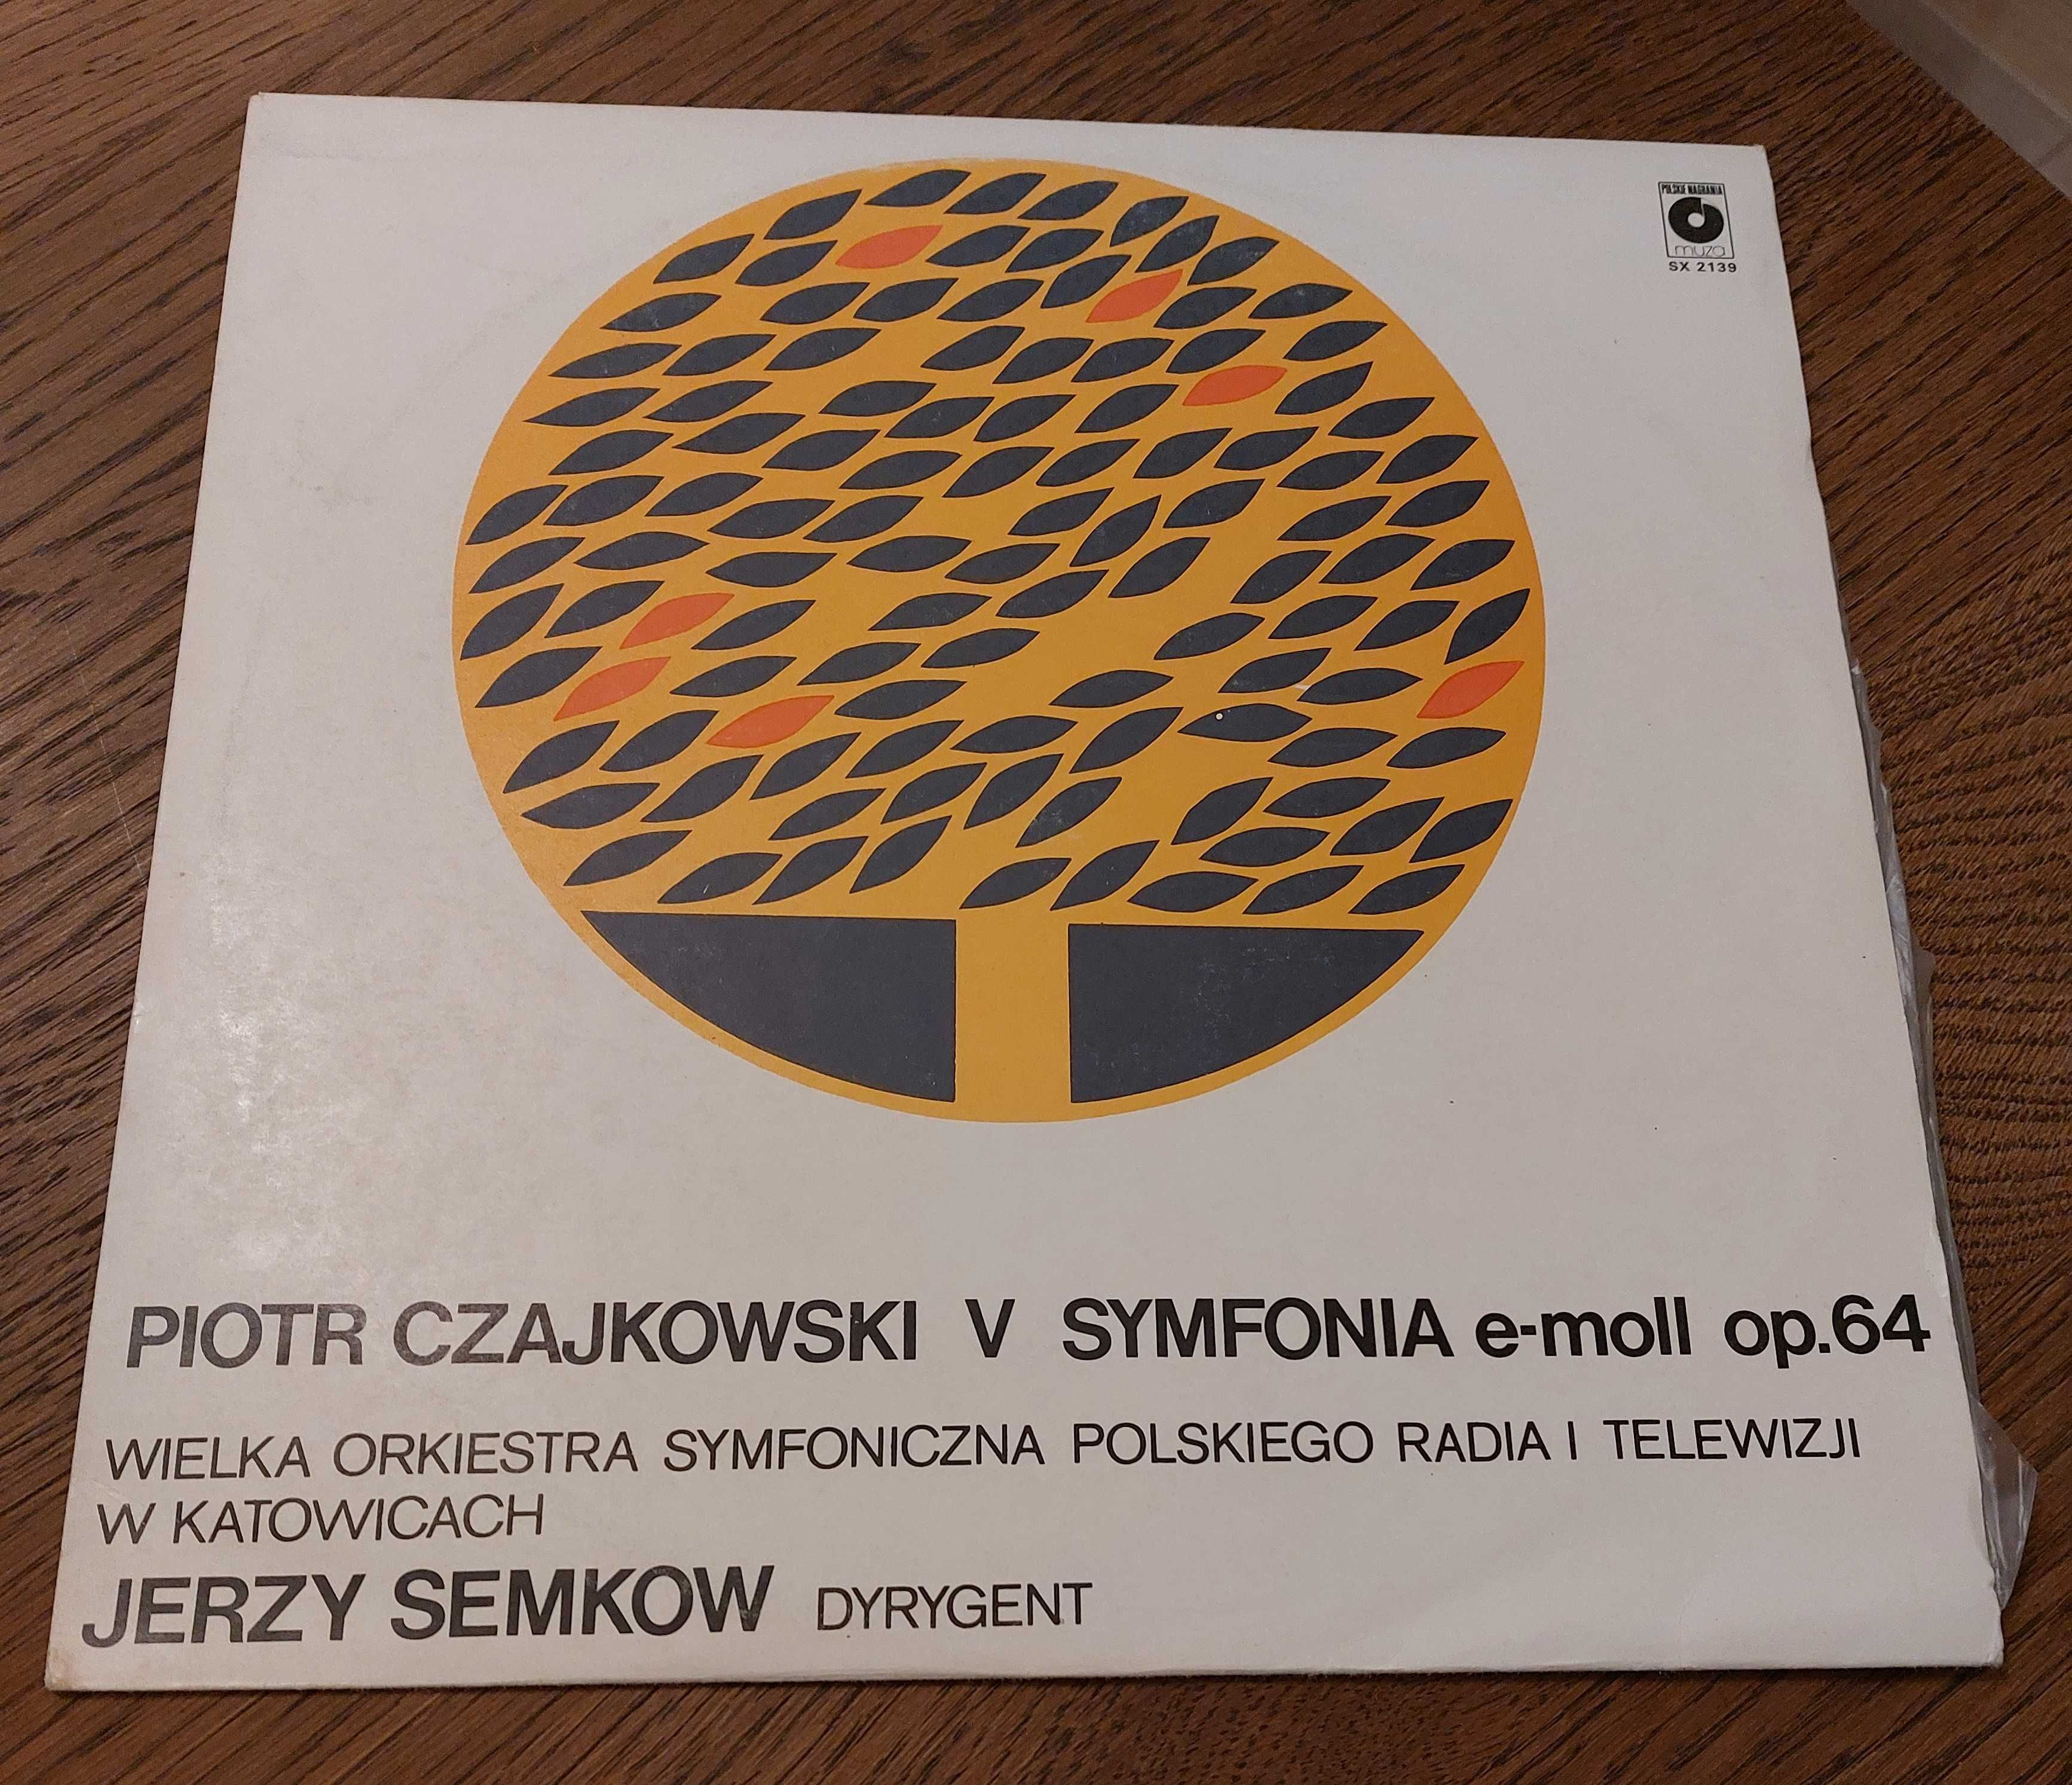 POLSKIE NAGRANIA
muza
SX 2139
PIOTR CZAJKOWSKI V SYMFONIA e-moll op.64
WIELKA ORKIESTRA SYMFONICZNA POLSKIEGO RADIA I TELEWIZJI
W KATOWICACH
JERZY SEMKOW DYRYGENT